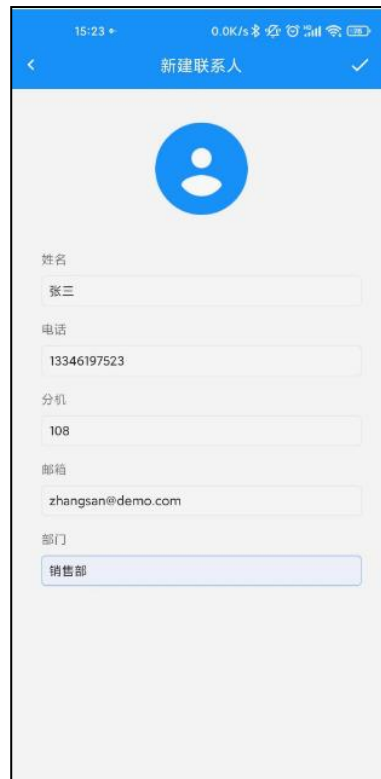 15:23
0.0K/s
新建联系人
姓名
张三
电话
13346197523
分机
108
邮箱
zhangsan@demo.com
部门
销售部